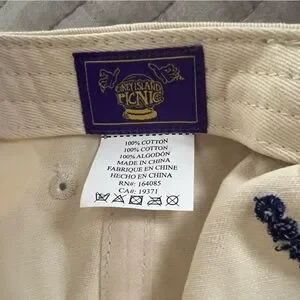 CONEY ISLAND
PICNIC
100% COTTON
100% COTTON
100% ALGODÓN
MADE IN CHINA
FABRIQUE EN CHINE
HECHO EN CHINA
RN#: 164085
CA#: 19371